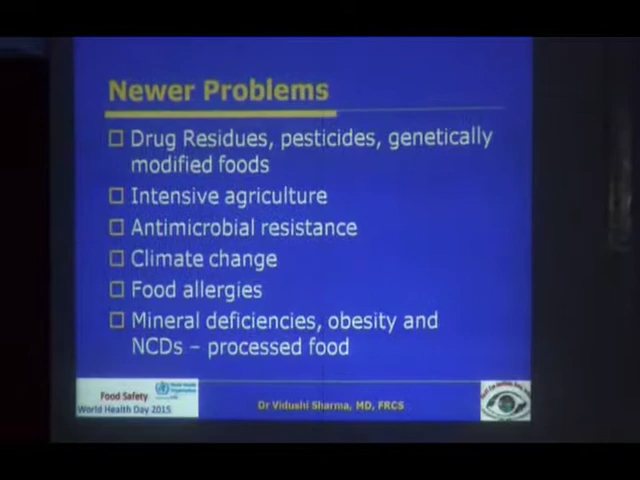 Newer Problems
Drug Residues, pesticides, genetically
modified foods
Intensive agriculture
Antimicrobial resistance
Climate change
Food allergies
Mineral deficiencies, obesity and
NCDs – processed food
Food Safety
World Health Day 2015
Dr Vidushi Sharma, MD, FRCS